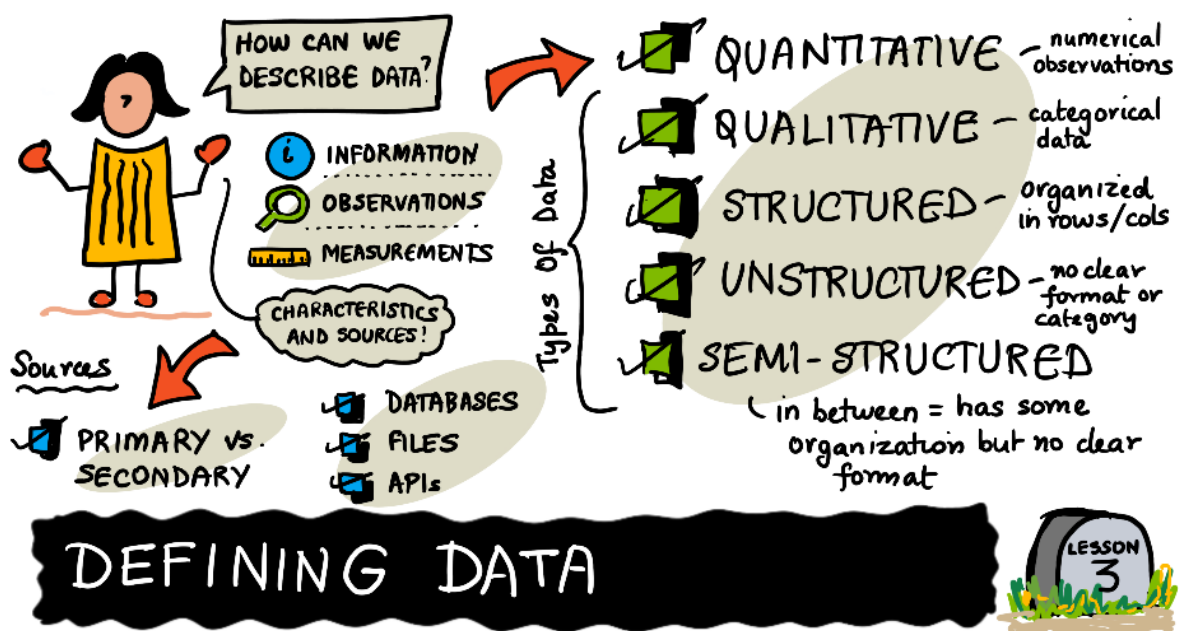 HOW CAN WE
DESCRIBE DATA?
i INFORMATION
OBSERVATIONS
MEASUREMENTS
CHARACTERISTICS
AND SOURCES!
Sources
PRIMARY VS.
SECONDARY
DATABASES
FILES
APIs
Types Of Data
QUANTITATIVE - numerical
observations
QUALITATIVE - categorical
data
STRUCTURED - organized
in rows/cols
UNSTRUCTURED - no clear
format or
category
SEMI-STRUCTURED
in between = has some
organization but no clear
format
DEFINING DATA
LESSON
3